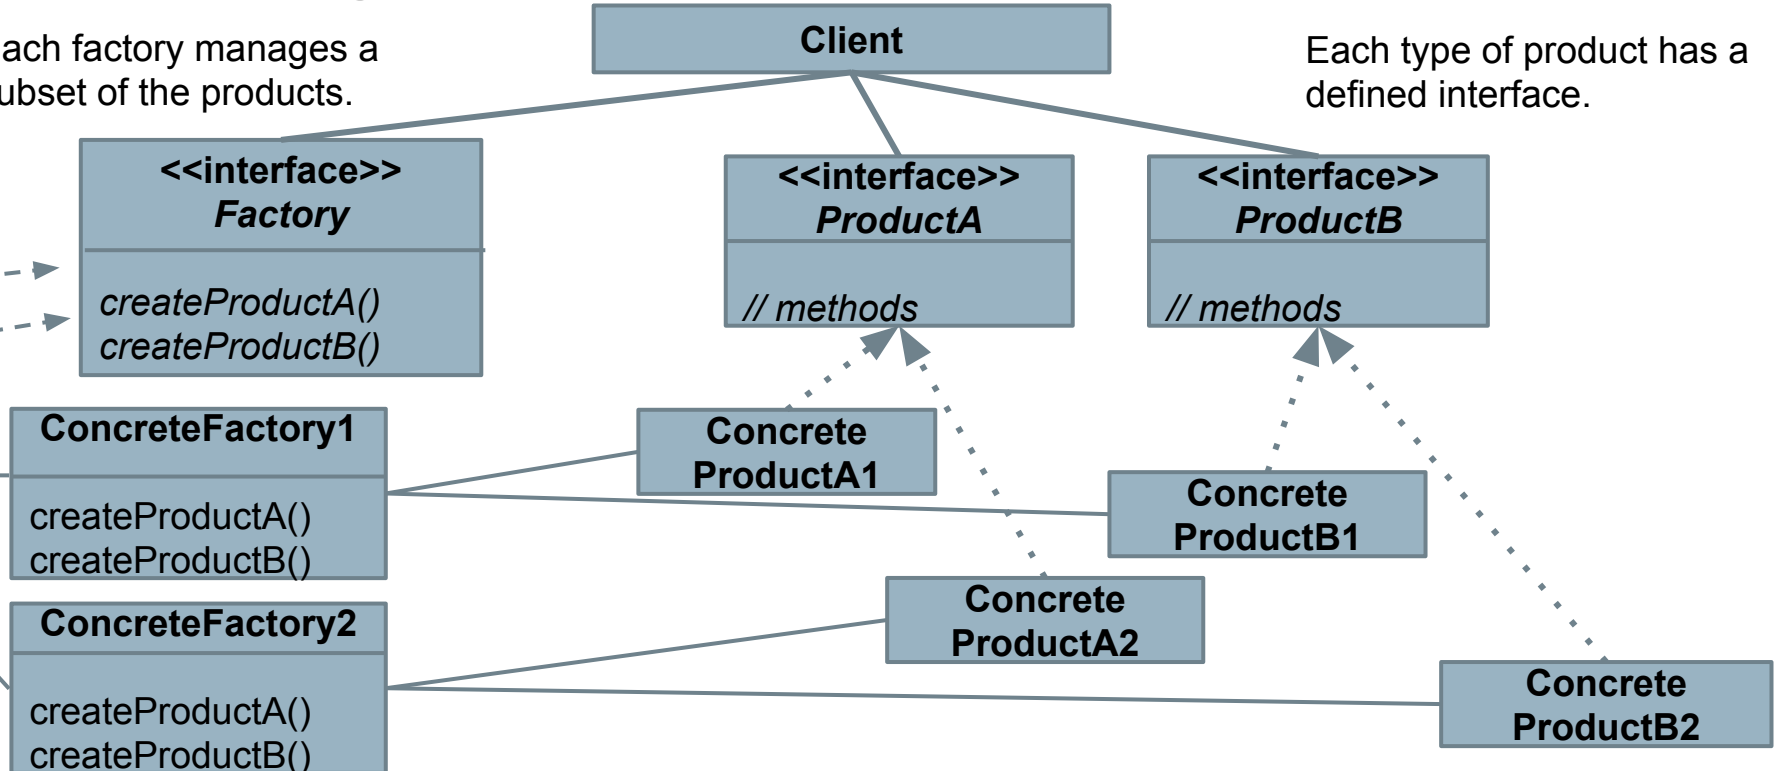 ach factory manages a
ubset of the products.
Client
Each type of product has a
defined interface.
<<interface>>
Factory
createProductA()
createProductB()
<<interface>>
ProductA
// methods
<<interface>>
ProductB
// methods
ConcreteFactory1
createProductA()
createProductB()
Concrete
ProductA1
Concrete
ProductB1
ConcreteFactory2
createProductA()
createProductB()
Concrete
ProductA2
Concrete
ProductB2